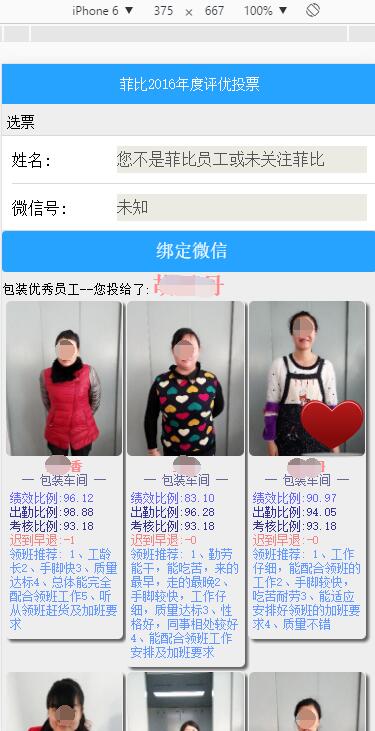 iPhone 6 ▼ 375 × 667 100% ▼
菲比2016年度评优投票
选票
姓名: 您不是菲比员工或未关注菲比
微信号: 未知
绑定微信
包装优秀员工--您投给了:
香
— 包装车间 —
绩效比例:96.12
出勤比例:98.88
考核比例:93.18
迟到早退:-1
领班推荐: 1、工龄
长2、手脚快3、质量
达标4、总体能完全
配合领班工作5、听
从领班赶货及加班要
求
— 包装车间 —
绩效比例:83.10
出勤比例:96.28
考核比例:93.18
迟到早退:-0
领班推荐: 1、勤劳
能干，能吃苦，来的
最早，走的最晚2、
手脚较快，工作仔
细，质量达标3、性
格好，同事相处较好
4、能配合领班工作
安排及加班要求
— 包装车间 —
绩效比例:90.97
出勤比例:94.05
考核比例:93.18
迟到早退:-0
领班推荐: 1、工作
仔细，能配合领班的
工作2、手脚较快，
吃苦耐劳3、能适应
安排好领班的加班要
求4、质量不错